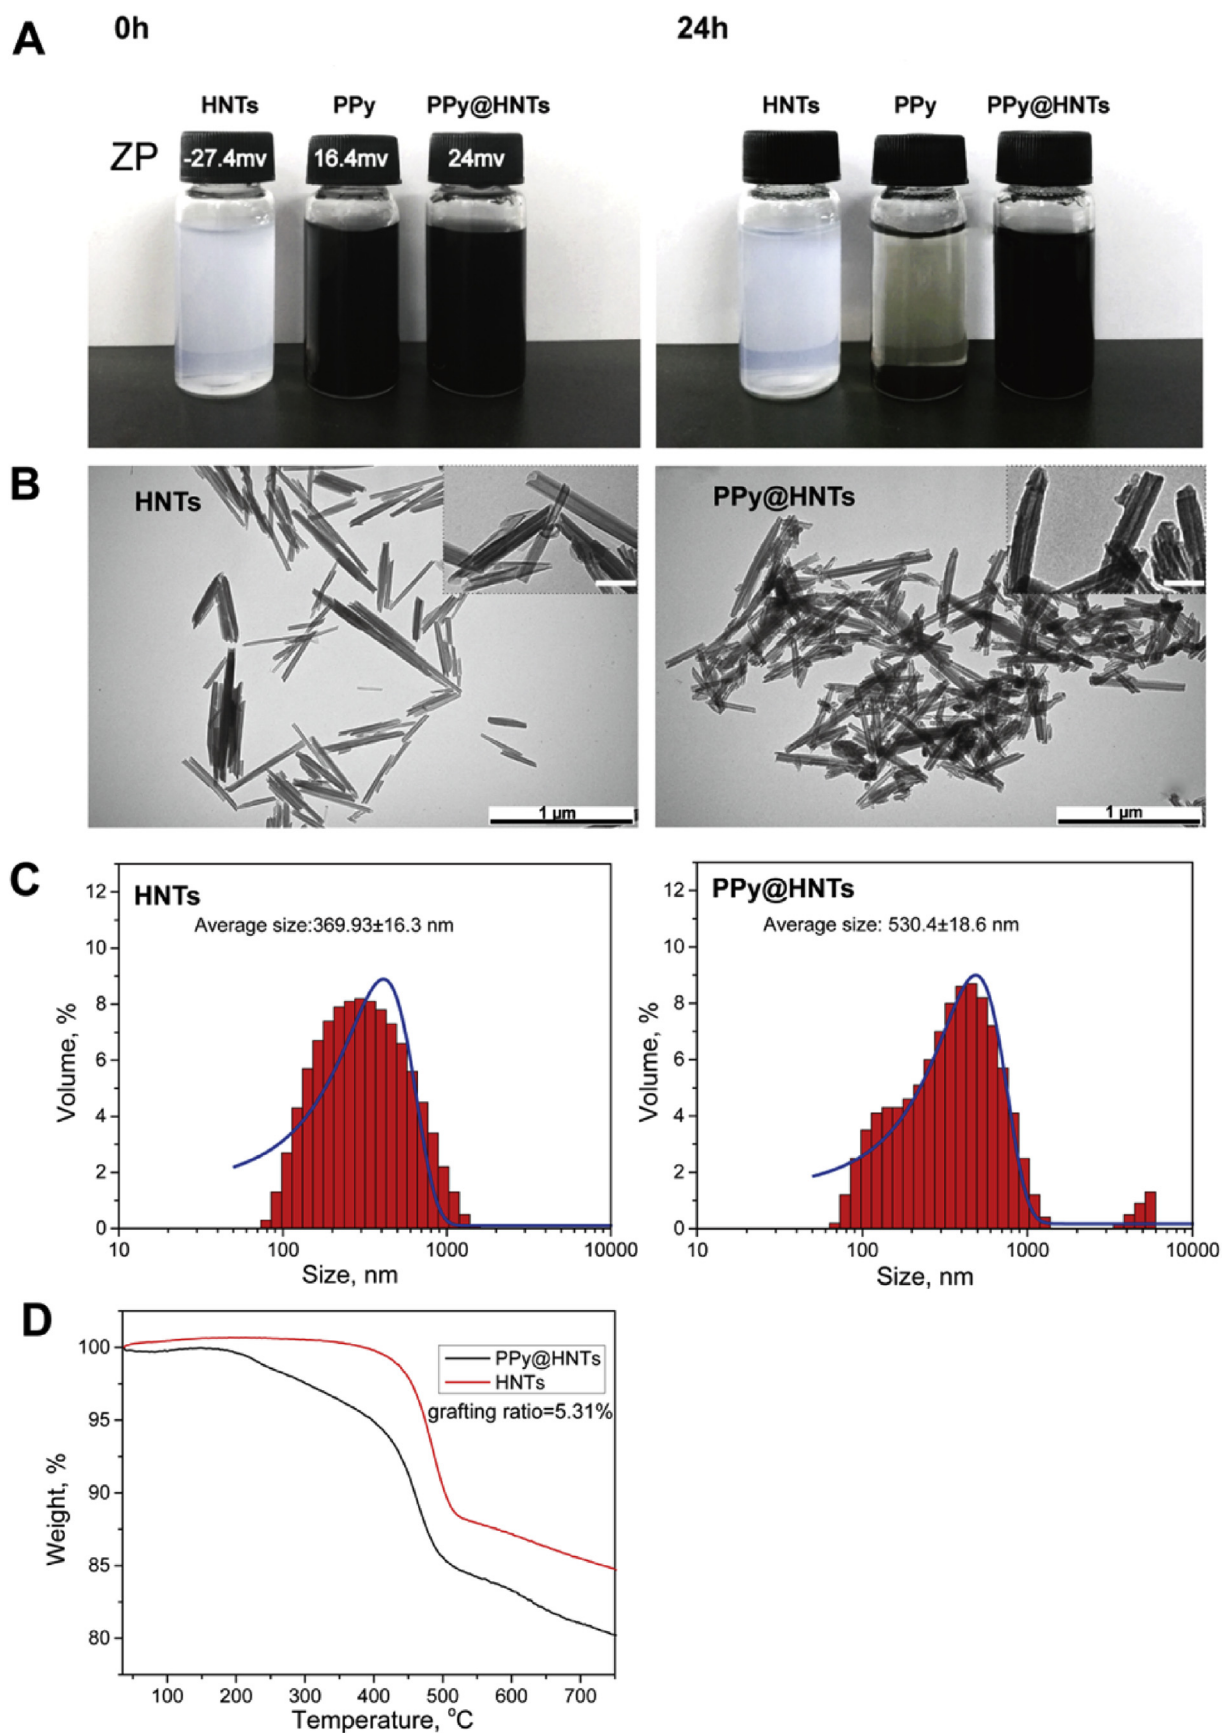 A
0h
24h
HNTs PPy PPy@HNTs
HNTs PPy PPy@HNTs
ZP -27.4mv 16.4mv 24mv
B
HNTs
1 μm
PPy@HNTs
1 μm
C
HNTs
Average size:369.93±16.3 nm
Volume, %
12
10
8
6
4
2
0
10 100 1000 10000
Size, nm
PPy@HNTs
Average size: 530.4±18.6 nm
Volume, %
12
10
8
6
4
2
0
10 100 1000 10000
Size, nm
D
PPy@HNTs
HNTs
grafting ratio=5.31%
Weight, %
100
95
90
85
80
100 200 300 400 500 600 700
Temperature, °C